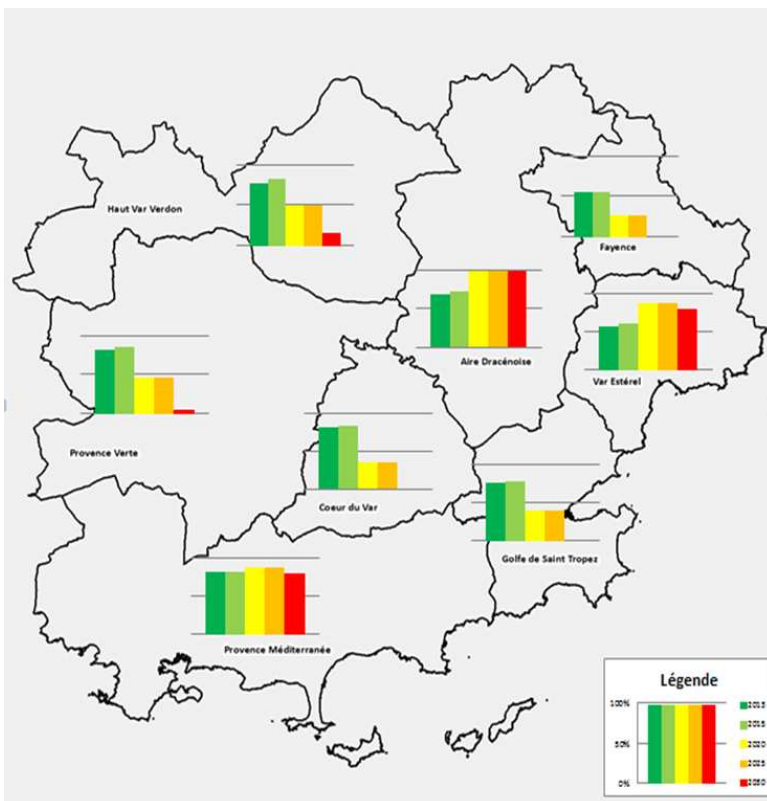 Haut Var Verdon
Fayence
Aire Dracénoise
Var Estérel
Provence Verte
Coeur du Var
Golfe de Saint Tropez
Provence Méditerranée
Légende
100%
50%
0%
2015
2020
2025
2030